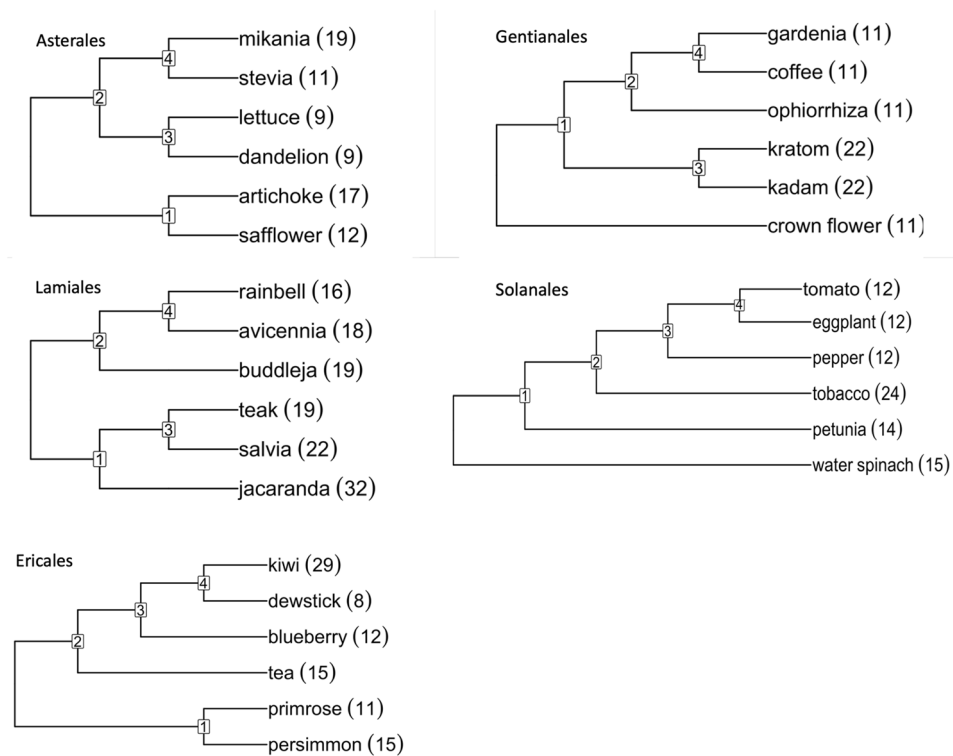 Asterales
mikania (19)
4
stevia (11)
2
lettuce (9)
3
dandelion (9)
artichoke (17)
1
safflower (12)
Gentianales
gardenia (11)
4
coffee (11)
2
ophiorrhiza (11)
1
kratom (22)
3
kadam (22)
crown flower (11)
Lamiales
rainbell (16)
4
avicennia (18)
2
buddleja (19)
teak (19)
3
salvia (22)
1
jacaranda (32)
Solanales
tomato (12)
4
eggplant (12)
3
pepper (12)
2
tobacco (24)
1
petunia (14)
water spinach (15)
Ericales
kiwi (29)
4
dewstick (8)
3
blueberry (12)
2
tea (15)
primrose (11)
1
persimmon (15)